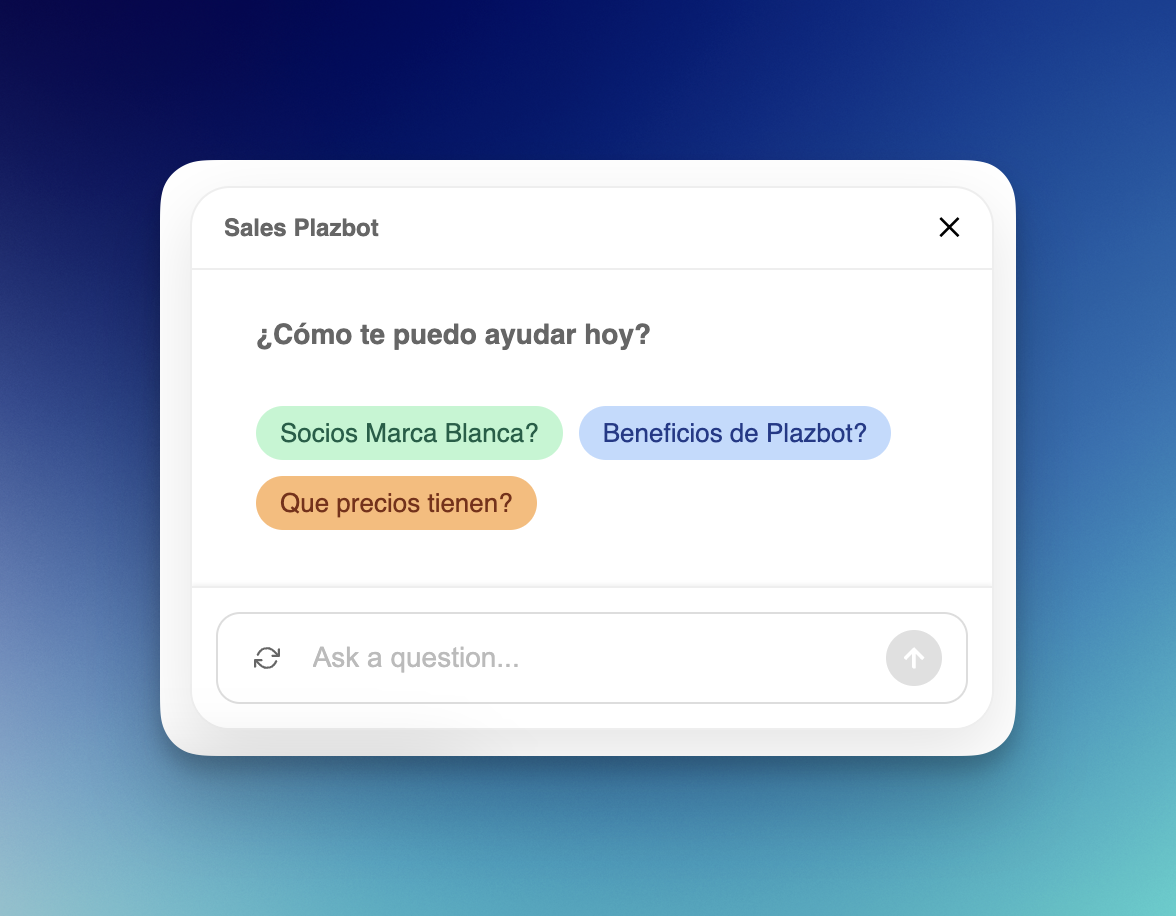 Sales Plazbot
¿Cómo te puedo ayudar hoy?
Socios Marca Blanca? Beneficios de Plazbot?
Que precios tienen?
Ask a question...